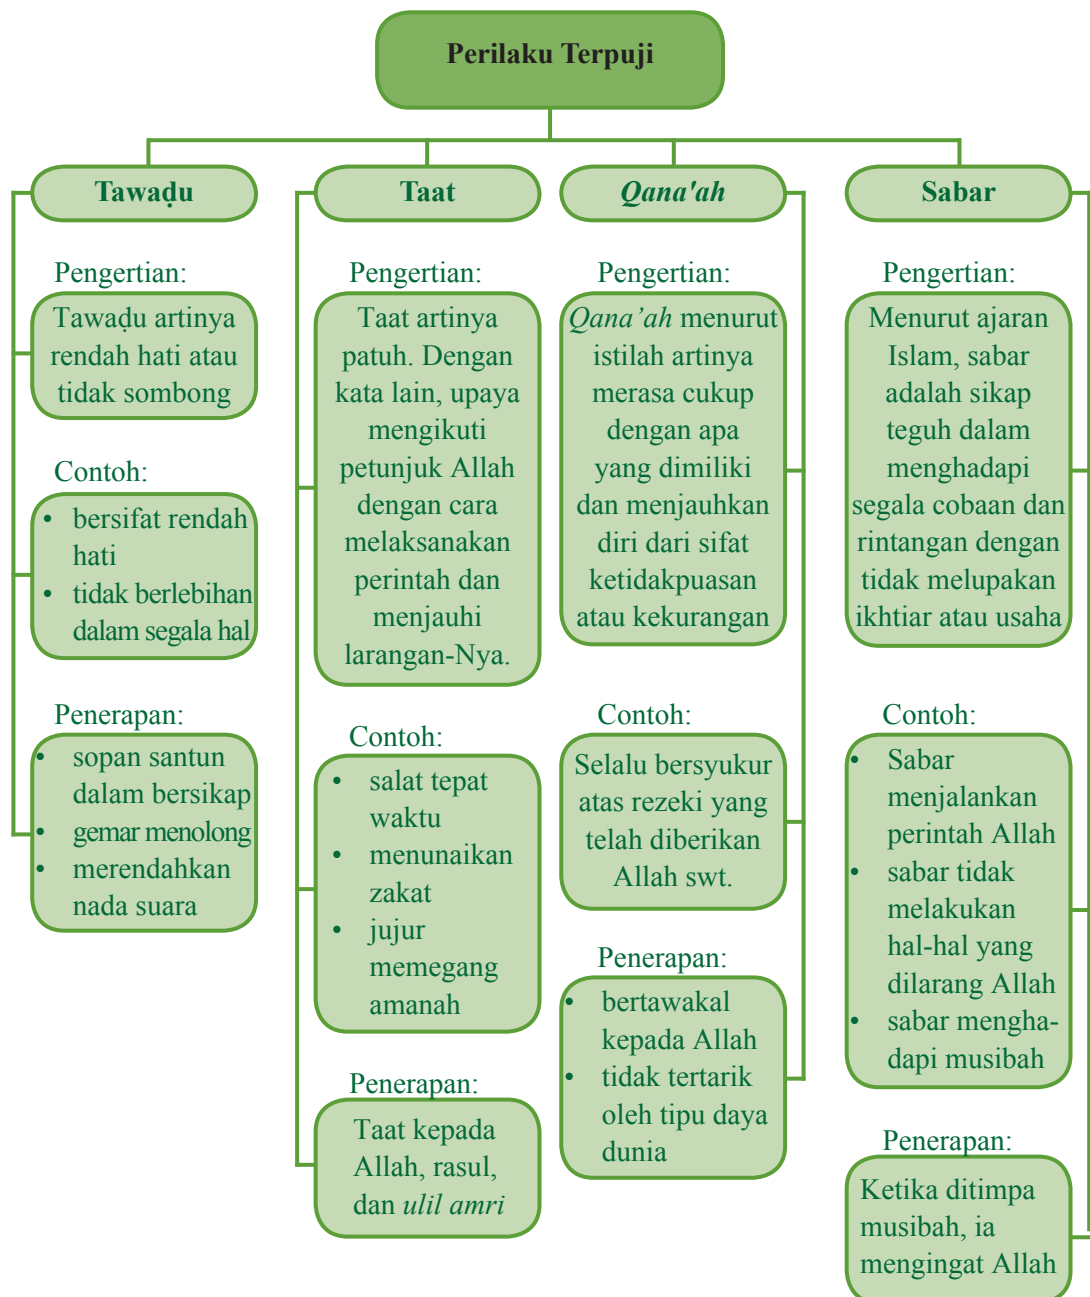 Perilaku Terpuji
Tawaḍu
Pengertian:
Tawaḍu artinya
rendah hati atau
tidak sombong
Contoh:
• bersifat rendah
hati
• tidak berlebihan
dalam segala hal
Penerapan:
• sopan santun
dalam bersikap
• gemar menolong
• merendahkan
nada suara
Taat
Pengertian:
Taat artinya
patuh. Dengan
kata lain, upaya
mengikuti
petunjuk Allah
dengan cara
melaksanakan
perintah dan
menjauhi
larangan-Nya.
Contoh:
• salat tepat
waktu
• menunaikan
zakat
• jujur
memegang
amanah
Penerapan:
Taat kepada
Allah, rasul,
dan ulil amri
Qana'ah
Pengertian:
Qana’ah menurut
istilah artinya
merasa cukup
dengan apa
yang dimiliki
dan menjauhkan
diri dari sifat
ketidakpuasan
atau kekurangan
Contoh:
Selalu bersyukur
atas rezeki yang
telah diberikan
Allah swt.
Penerapan:
• bertawakal
kepada Allah
• tidak tertarik
oleh tipu daya
dunia
Sabar
Pengertian:
Menurut ajaran
Islam, sabar
adalah sikap
teguh dalam
menghadapi
segala cobaan dan
rintangan dengan
tidak melupakan
ikhtiar atau usaha
Contoh:
• Sabar
menjalankan
perintah Allah
• sabar tidak
melakukan
hal-hal yang
dilarang Allah
• sabar mengha-
dapi musibah
Penerapan:
Ketika ditimpa
musibah, ia
mengingat Allah